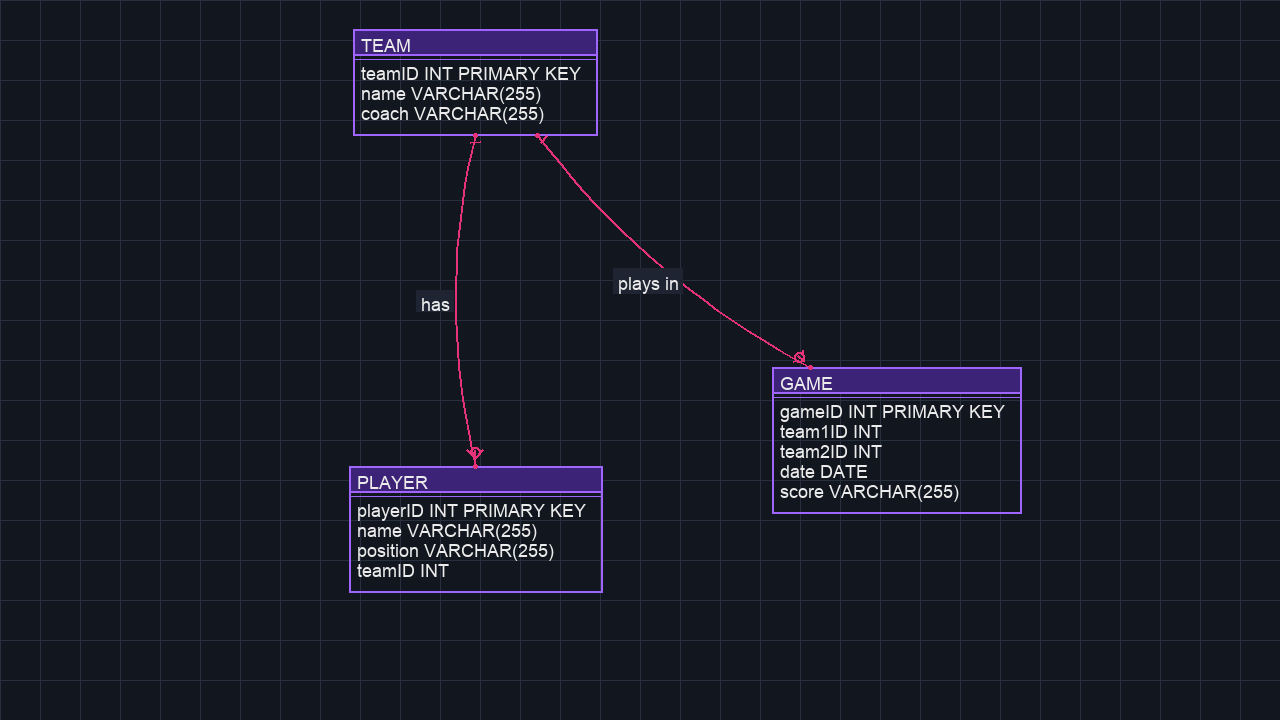 TEAM
teamID INT PRIMARY KEY
name VARCHAR(255)
coach VARCHAR(255)
has
plays in
GAME
gameID INT PRIMARY KEY
team1ID INT
team2ID INT
date DATE
score VARCHAR(255)
PLAYER
playerID INT PRIMARY KEY
name VARCHAR(255)
position VARCHAR(255)
teamID INT